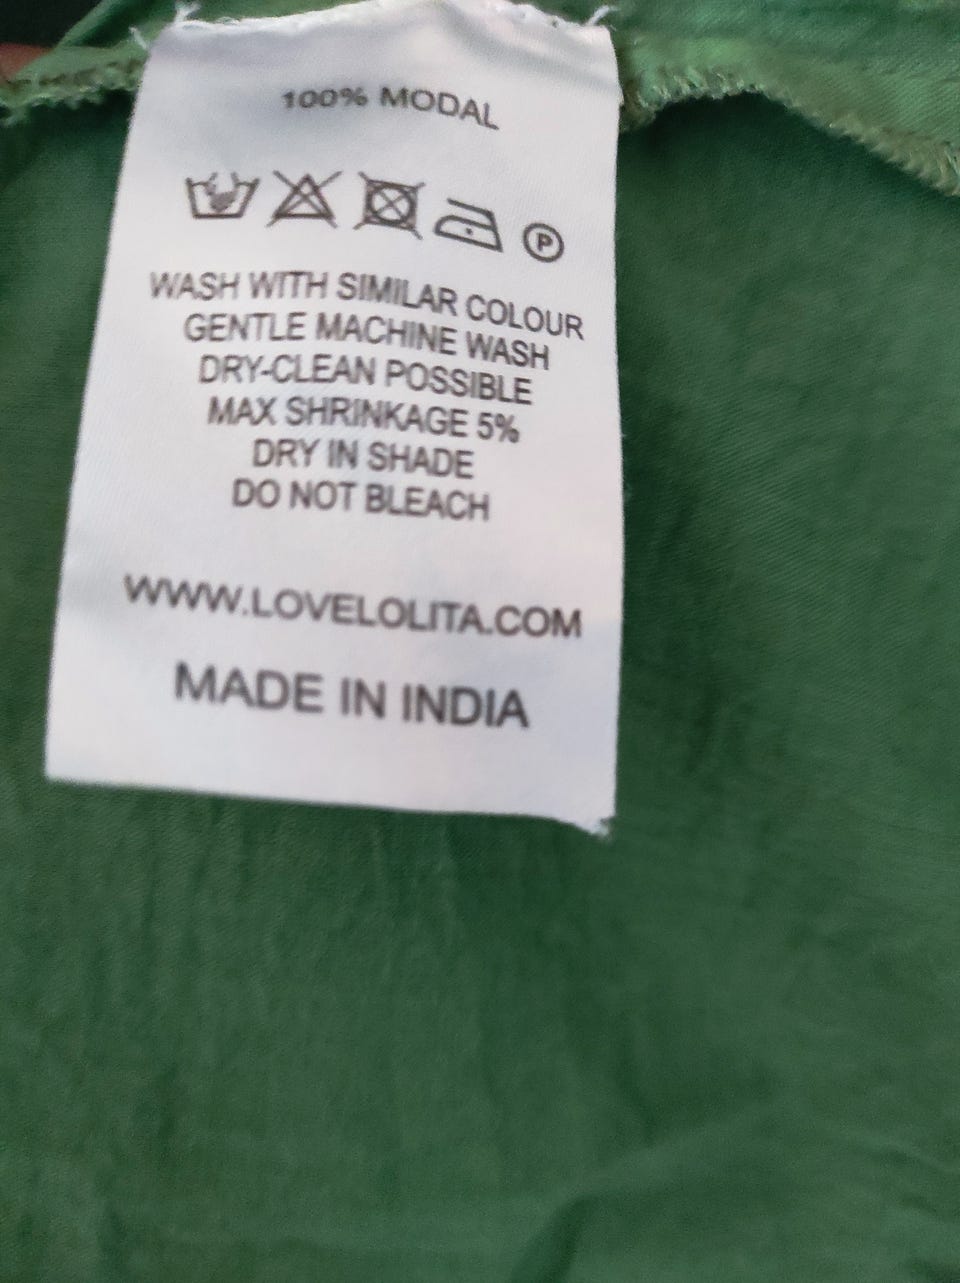 100% MODAL
P
WASH WITH SIMILAR COLOUR
GENTLE MACHINE WASH
DRY-CLEAN POSSIBLE
MAX SHRINKAGE 5%
DRY IN SHADE
DO NOT BLEACH
WWW.LOVELOLITA.COM
MADE IN INDIA